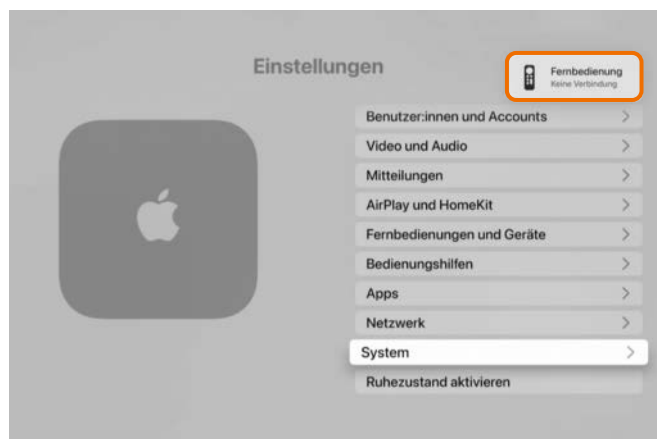 Einstellungen
Fernbedienung
Keine Verbindung
Benutzer:innen und Accounts
Video und Audio
Mitteilungen
AirPlay und HomeKit
Fernbedienungen und Geräte
Bedienungshilfen
Apps
Netzwerk
System
Ruhezustand aktivieren